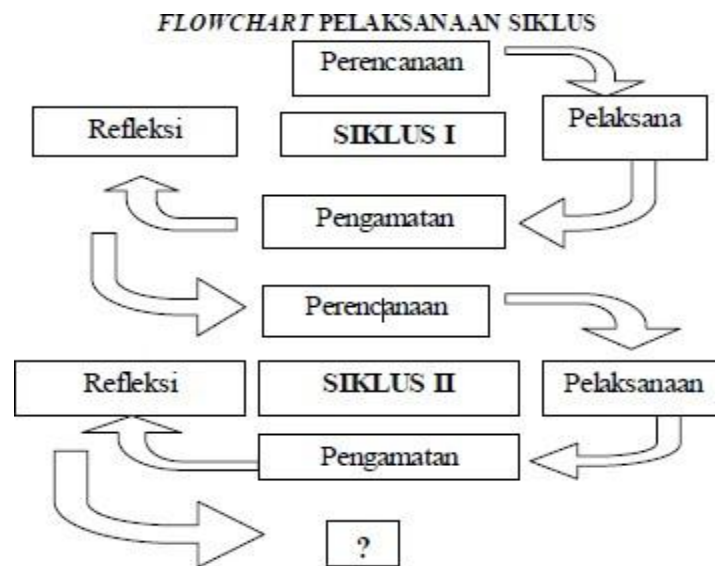 FLOWCHART PELAKSANAAN SIKLUS
Perencanaan
Refleksi
SIKLUS I
Pelaksana
Pengamatan
Perencanaan
Refleksi
SIKLUS II
Pelaksanaan
Pengamatan
?